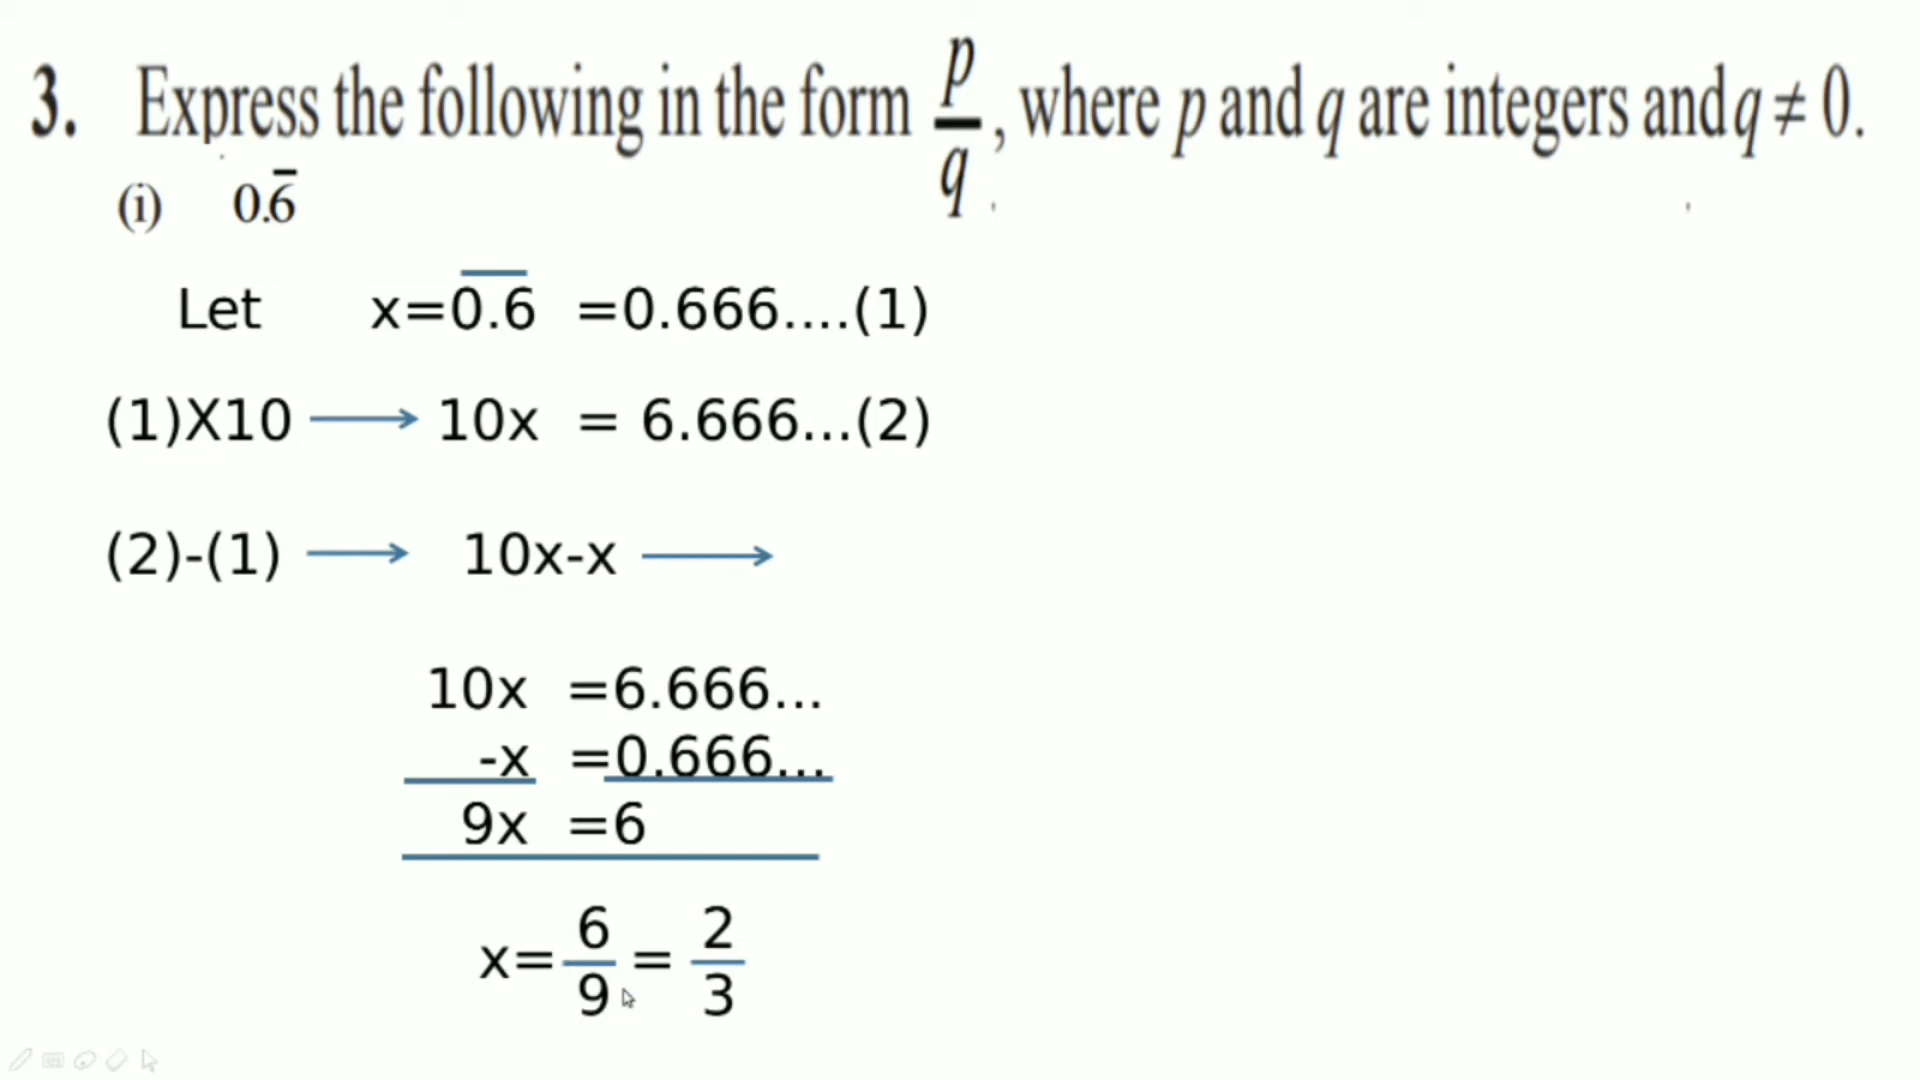 3. Express the following in the form p/q, where p and q are integers and q ≠ 0.
(i) 0.6̅
Let x=0̅.̅6̅ =0.666....(1)
(1)X10 → 10x = 6.666...(2)
(2)-(1) → 10x-x →
10x =6.666...
-x =0.666...
9x =6
x= 6/9 = 2/3